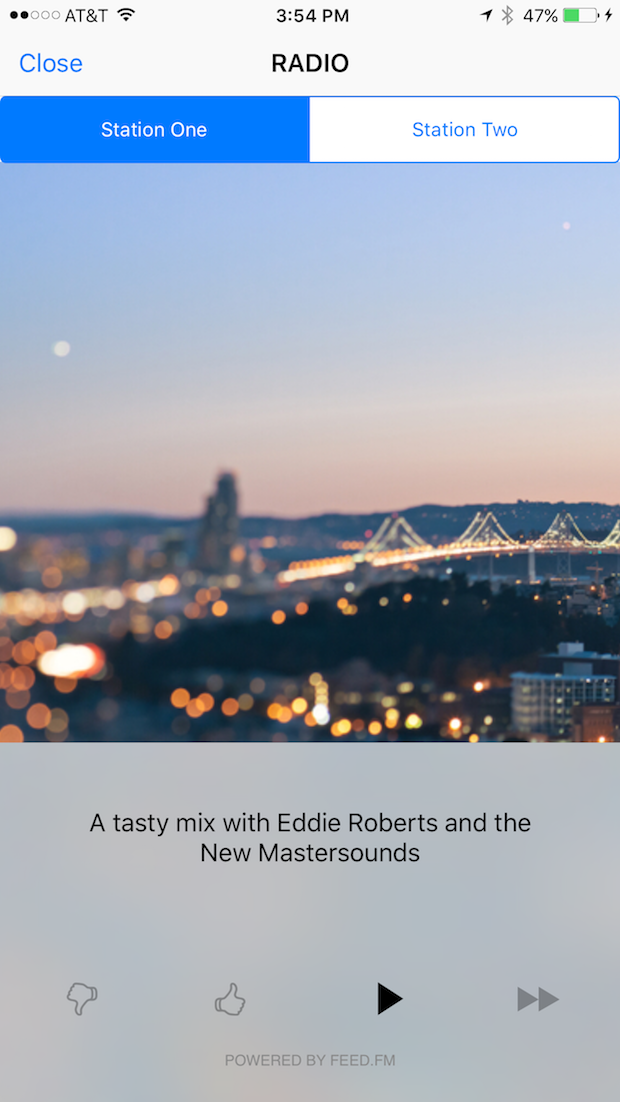 AT&T 3:54 PM 47%
Close RADIO
Station One Station Two
A tasty mix with Eddie Roberts and the
New Mastersounds
POWERED BY FEED.FM